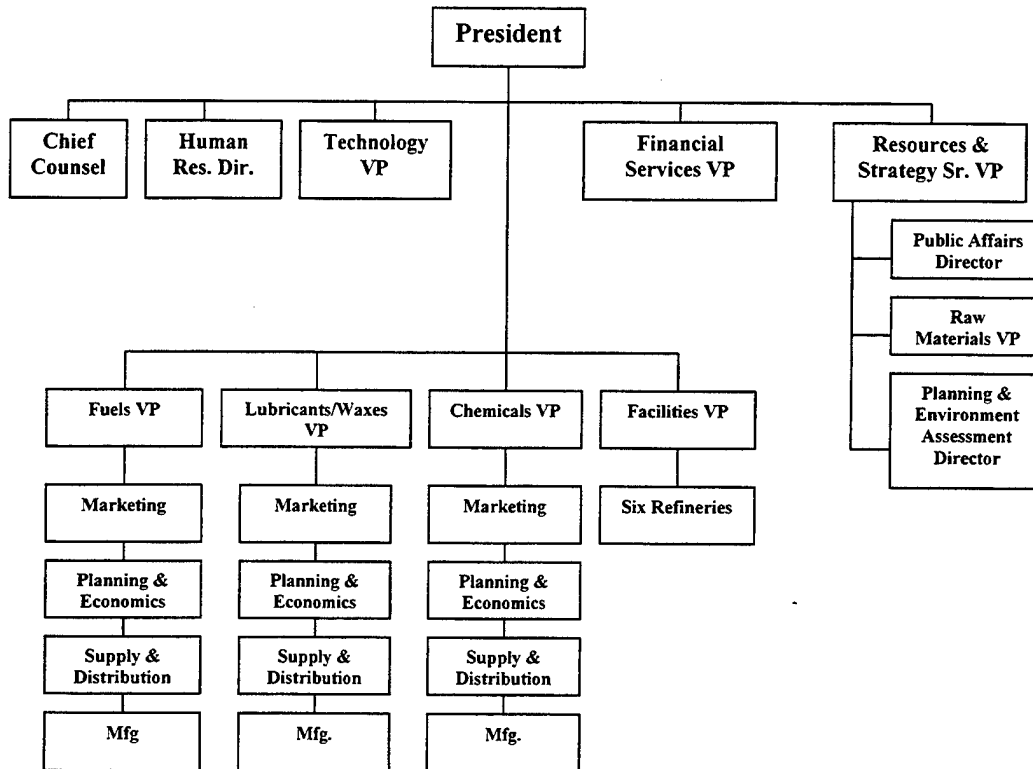 President
Chief
Counsel
Human
Res. Dir.
Technology
VP
Financial
Services VP
Resources &
Strategy Sr. VP
Public Affairs
Director
Raw
Materials VP
Planning &
Environment
Assessment
Director
Fuels VP
Lubricants/Waxes
VP
Chemicals VP
Facilities VP
Marketing
Marketing
Marketing
Six Refineries
Planning &
Economics
Planning &
Economics
Planning &
Economics
Supply &
Distribution
Supply &
Distribution
Supply &
Distribution
Mfg
Mfg.
Mfg.